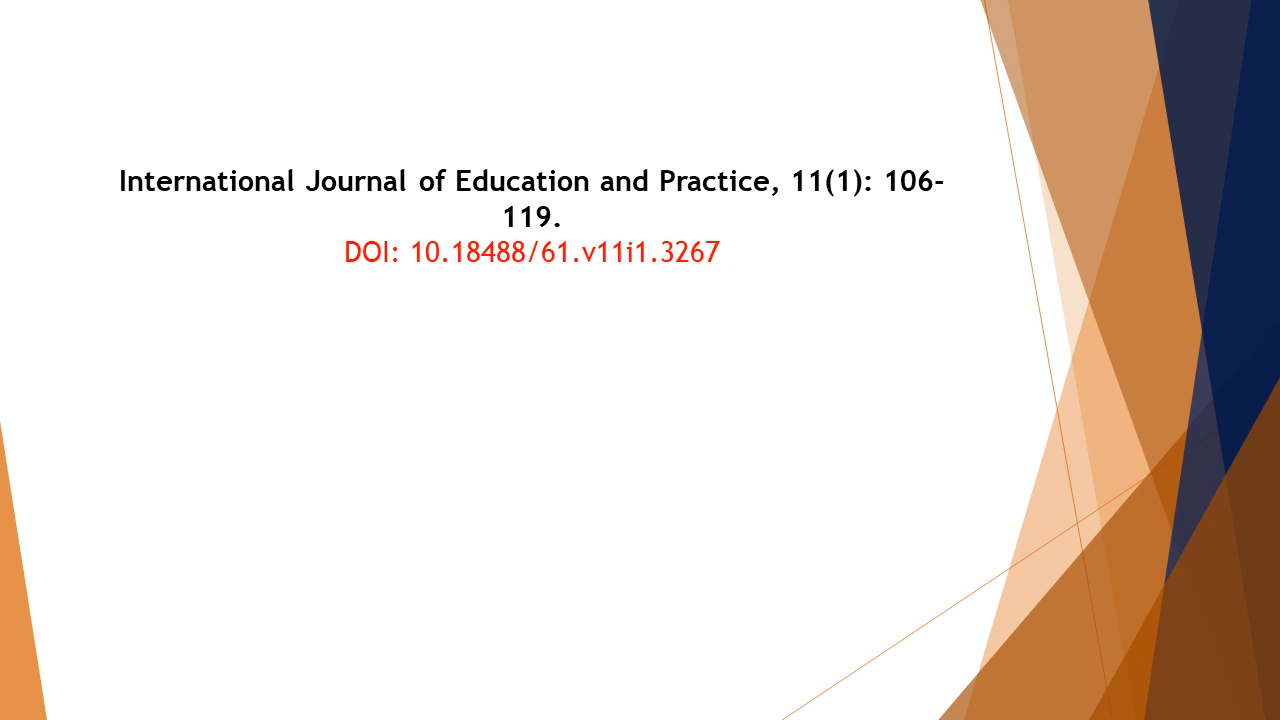 International Journal of Education and Practice, 11(1): 106-
119.
DOI: 10.18488/61.v11i1.3267